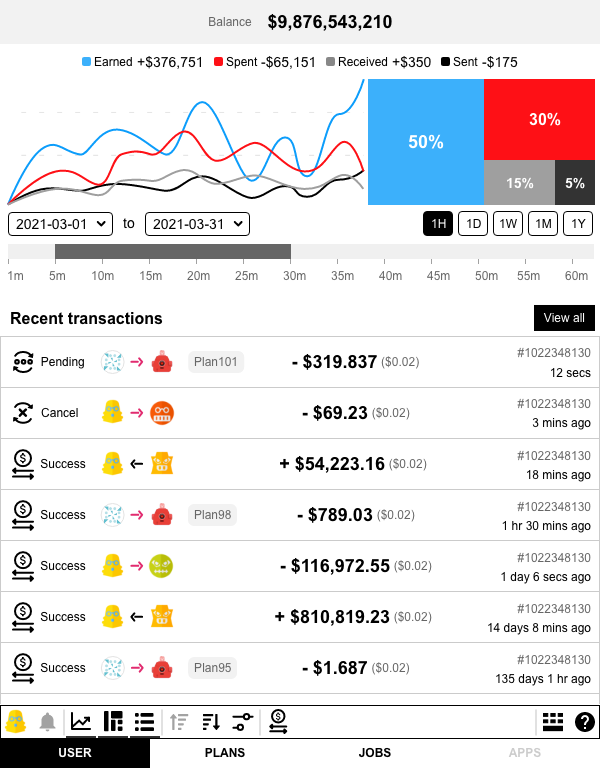 Balance $9,876,543,210
Earned +$376,751 Spent -$65,151 Received +$350 Sent -$175
50%
30%
15%
5%
2021-03-01 to 2021-03-31 1H 1D 1W 1M 1Y
1m 5m 10m 15m 20m 25m 30m 35m 40m 45m 50m 55m 60m
Recent transactions View all
Pending Plan101 - $319.837 ($0.02) #1022348130
12 secs
Cancel - $69.23 ($0.02) #1022348130
3 mins ago
Success + $54,223.16 ($0.02) #1022348130
18 mins ago
Success Plan98 - $789.03 ($0.02) #1022348130
1 hr 30 mins ago
Success - $116,972.55 ($0.02) #1022348130
1 day 6 secs ago
Success + $810,819.23 ($0.02) #1022348130
14 days 8 mins ago
Success Plan95 - $1.687 ($0.02) #1022348130
135 days 1 hr ago
USER PLANS JOBS APPS